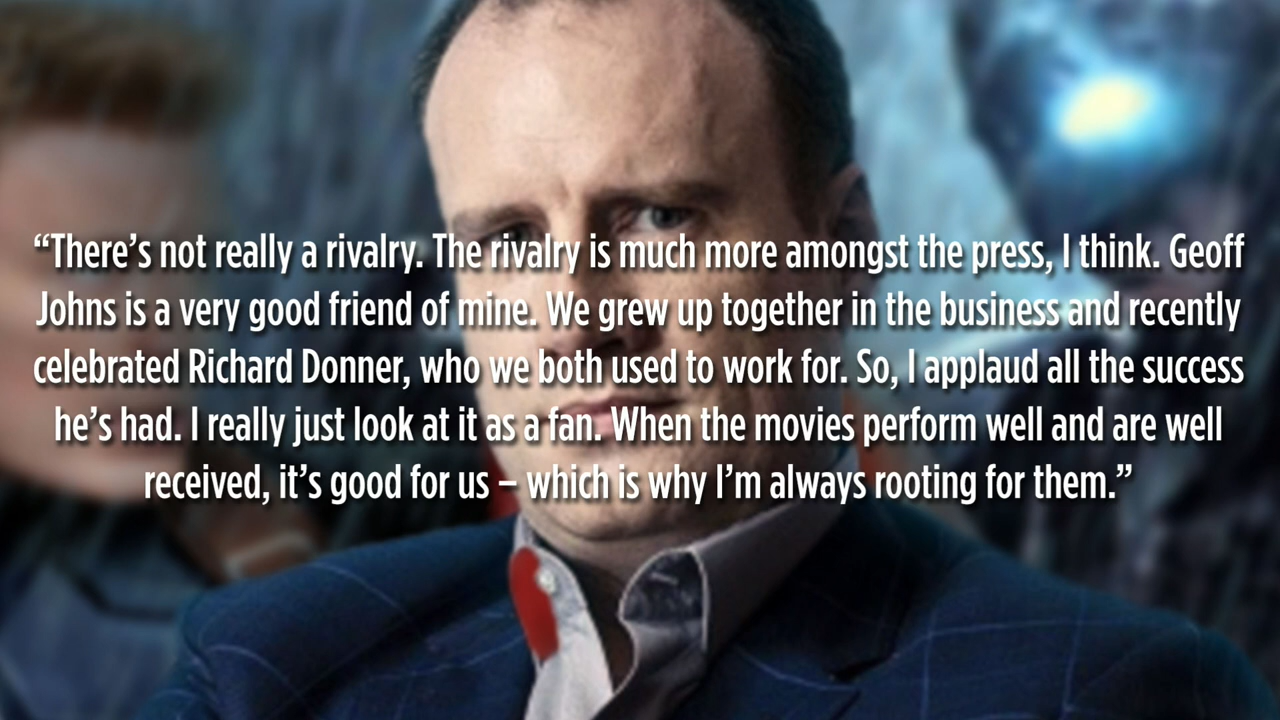 “There’s not really a rivalry. The rivalry is much more amongst the press, I think. Geoff
Johns is a very good friend of mine. We grew up together in the business and recently
celebrated Richard Donner, who we both used to work for. So, I applaud all the success
he’s had. I really just look at it as a fan. When the movies perform well and are well
received, it’s good for us – which is why I’m always rooting for them.”